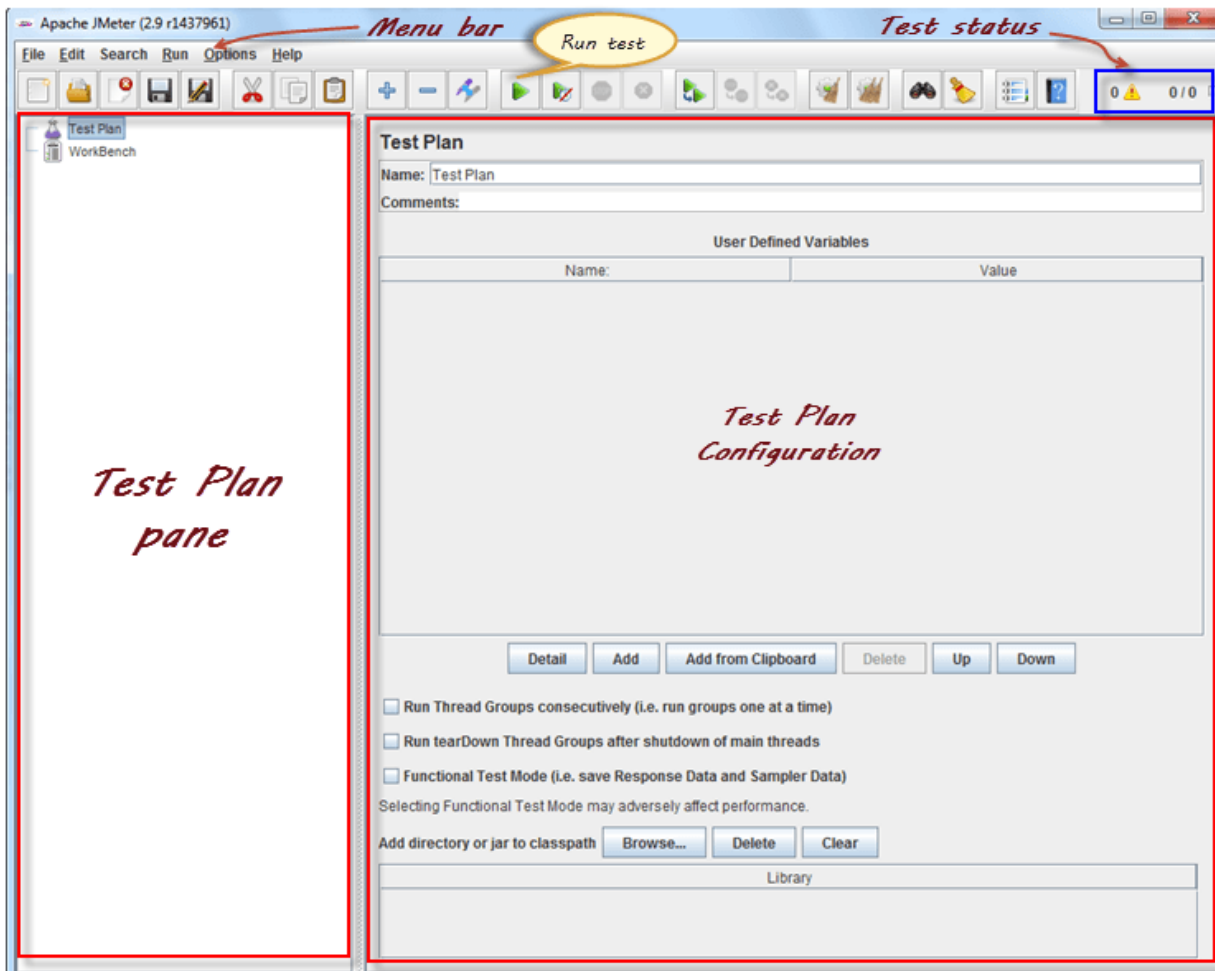 Apache JMeter (2.9 r1437961)
Menu bar
Test status
File Edit Search Run Options Help
Run test
0 0 / 0
Test Plan
WorkBench
Test Plan
pane
Test Plan
Name: Test Plan
Comments:
User Defined Variables
Name: Value
Test Plan
Configuration
Detail Add Add from Clipboard Delete Up Down
Run Thread Groups consecutively (i.e. run groups one at a time)
Run tearDown Thread Groups after shutdown of main threads
Functional Test Mode (i.e. save Response Data and Sampler Data)
Selecting Functional Test Mode may adversely affect performance.
Add directory or jar to classpath Browse... Delete Clear
Library